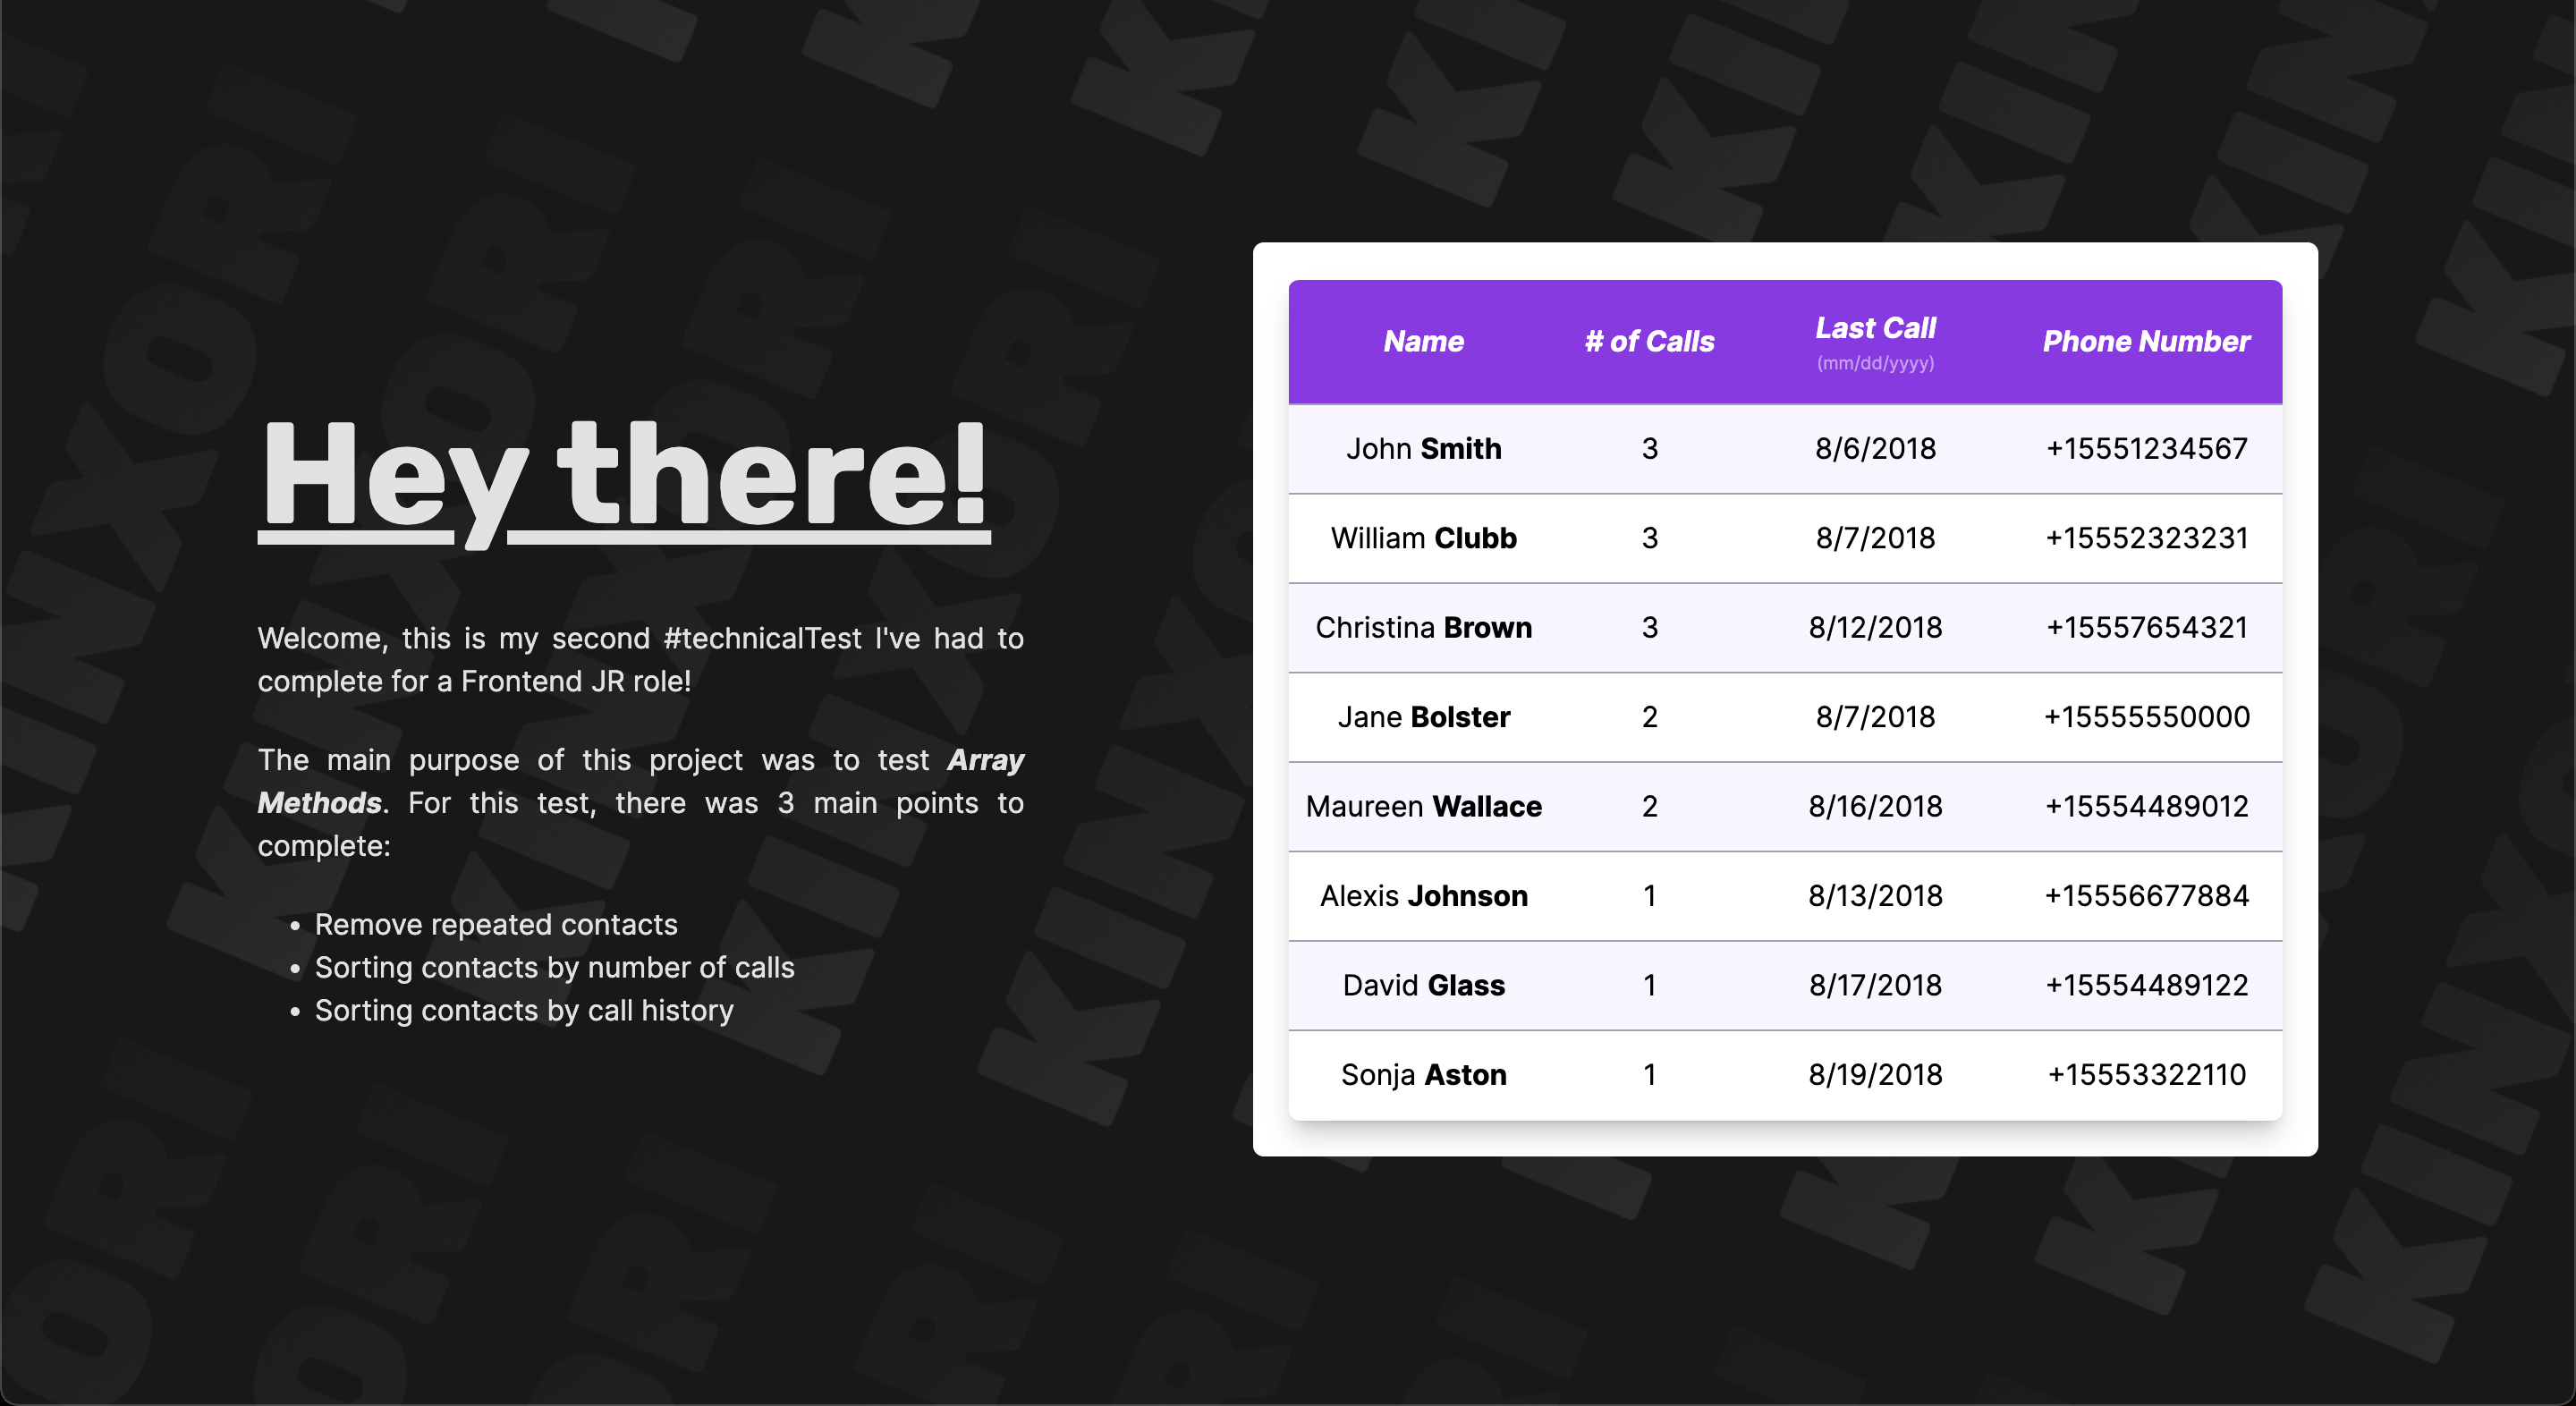 Hey there!
Welcome, this is my second #technicalTest I've had to
complete for a Frontend JR role!
The main purpose of this project was to test Array
Methods. For this test, there was 3 main points to
complete:
• Remove repeated contacts
• Sorting contacts by number of calls
• Sorting contacts by call history
Name # of Calls Last Call (mm/dd/yyyy) Phone Number
John Smith 3 8/6/2018 +15551234567
William Clubb 3 8/7/2018 +15552323231
Christina Brown 3 8/12/2018 +15557654321
Jane Bolster 2 8/7/2018 +15555550000
Maureen Wallace 2 8/16/2018 +15554489012
Alexis Johnson 1 8/13/2018 +15556677884
David Glass 1 8/17/2018 +15554489122
Sonja Aston 1 8/19/2018 +15553322110
KINXORI